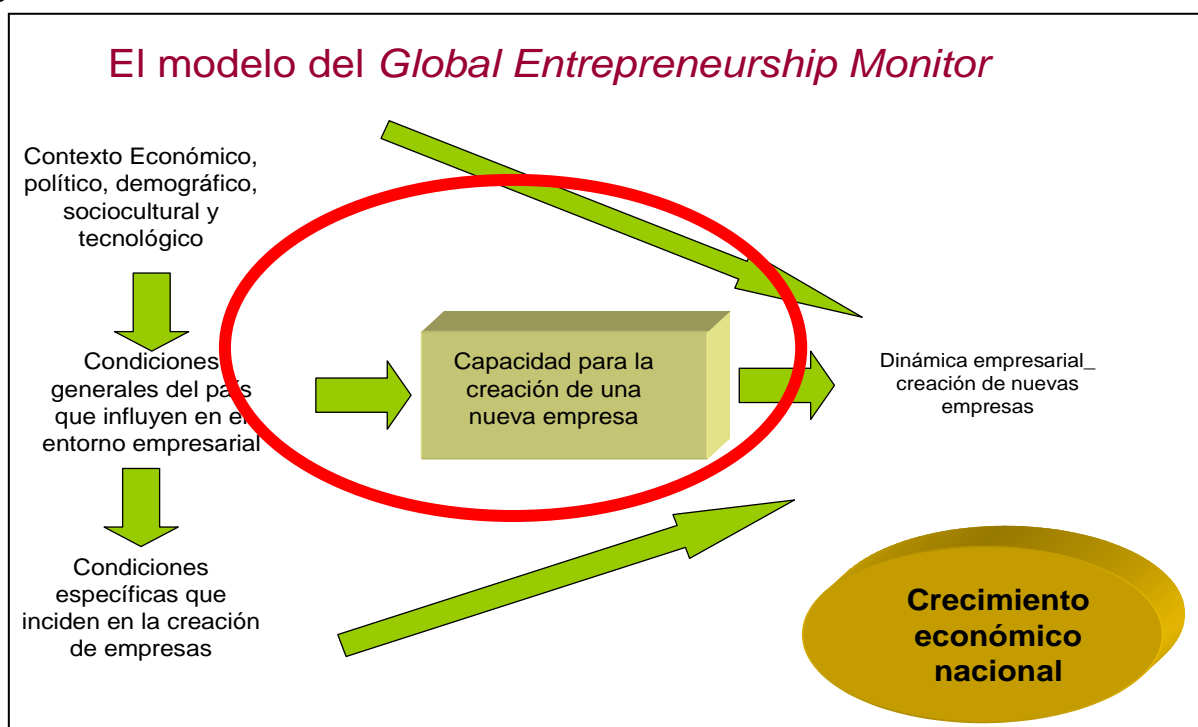 El modelo del Global Entrepreneurship Monitor
Contexto Económico,
político, demográfico,
sociocultural y
tecnológico
Condiciones
generales del país
que influyen en el
entorno empresarial
Condiciones
específicas que
inciden en la creación
de empresas
Capacidad para la
creación de una
nueva empresa
Dinámica empresarial_
creación de nuevas
empresas
Crecimiento
económico
nacional